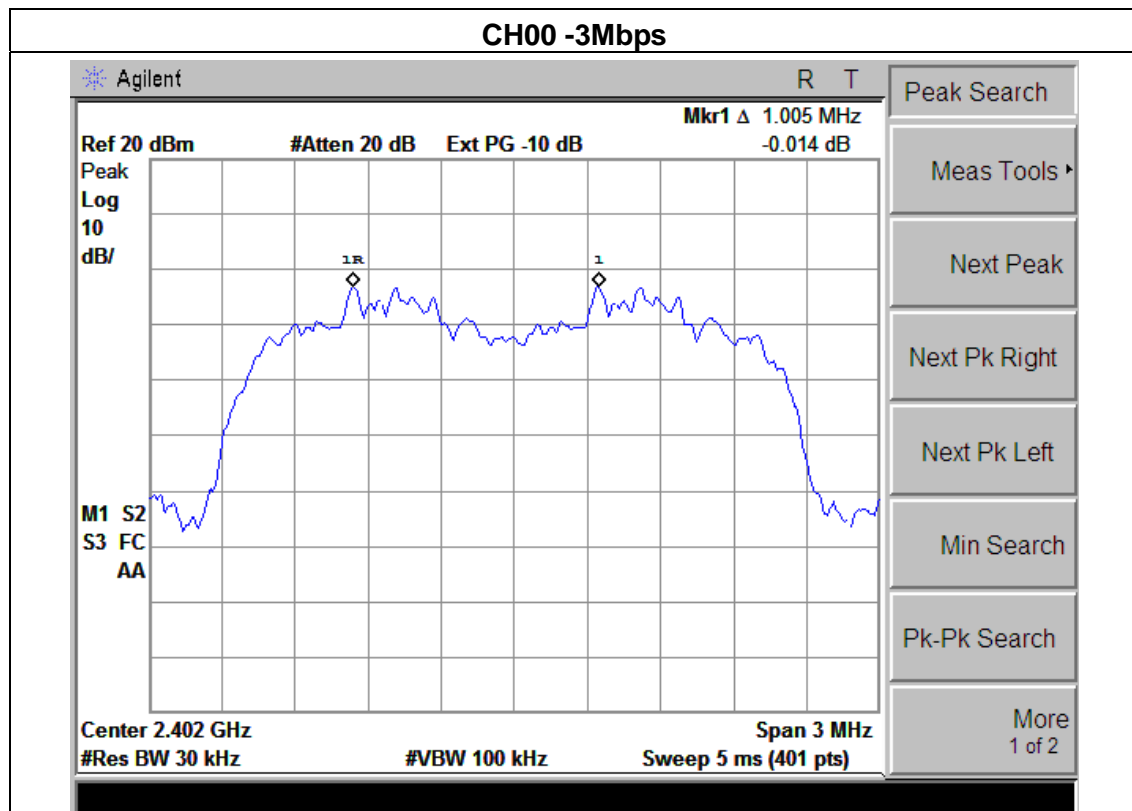 CH00 -3Mbps
Agilent R T
Peak Search
Mkr1 Δ 1.005 MHz
Ref 20 dBm #Atten 20 dB Ext PG -10 dB -0.014 dB
Peak
Log
10
dB/
1R
1
M1 S2
S3 FC
AA
Center 2.402 GHz Span 3 MHz
#Res BW 30 kHz #VBW 100 kHz Sweep 5 ms (401 pts)
Meas Tools
Next Peak
Next Pk Right
Next Pk Left
Min Search
Pk-Pk Search
More
1 of 2